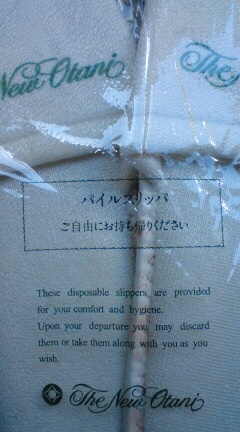 New Otani
The
パイルスリッパ
ご自由にお持ち帰りください
These disposable slippers are provided
for your comfort and hygiene.
Upon your departure you may discard
them or take them along with you as you
wish.
The New Otani